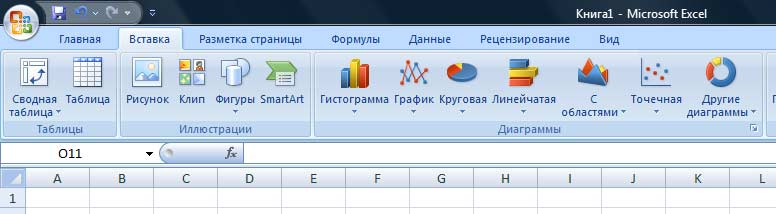 Книга1 - Microsoft Excel
Главная Вставка Разметка страницы Формулы Данные Рецензирование Вид
Сводная таблица Таблица Рисунок Клип Фигуры SmartArt Гистограмма График Круговая Линейчатая С областями Точечная Другие диаграммы
Таблицы Иллюстрации Диаграммы
O11 fx
A B C D E F G H I J K L
1